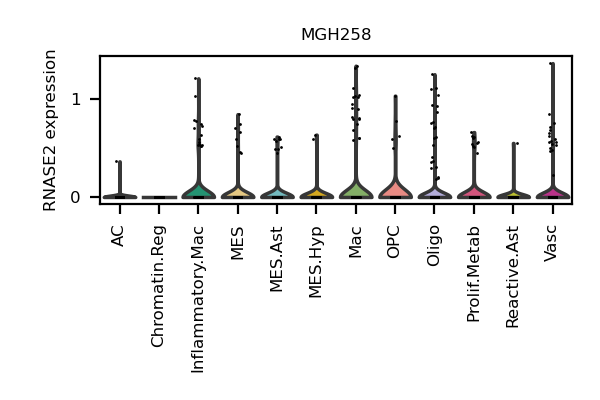 MGH258
RNASE2 expression
1
0
AC
Chromatin.Reg
Inflammatory.Mac
MES
MES.Ast
MES.Hyp
Mac
OPC
Oligo
Prolif.Metab
Reactive.Ast
Vasc